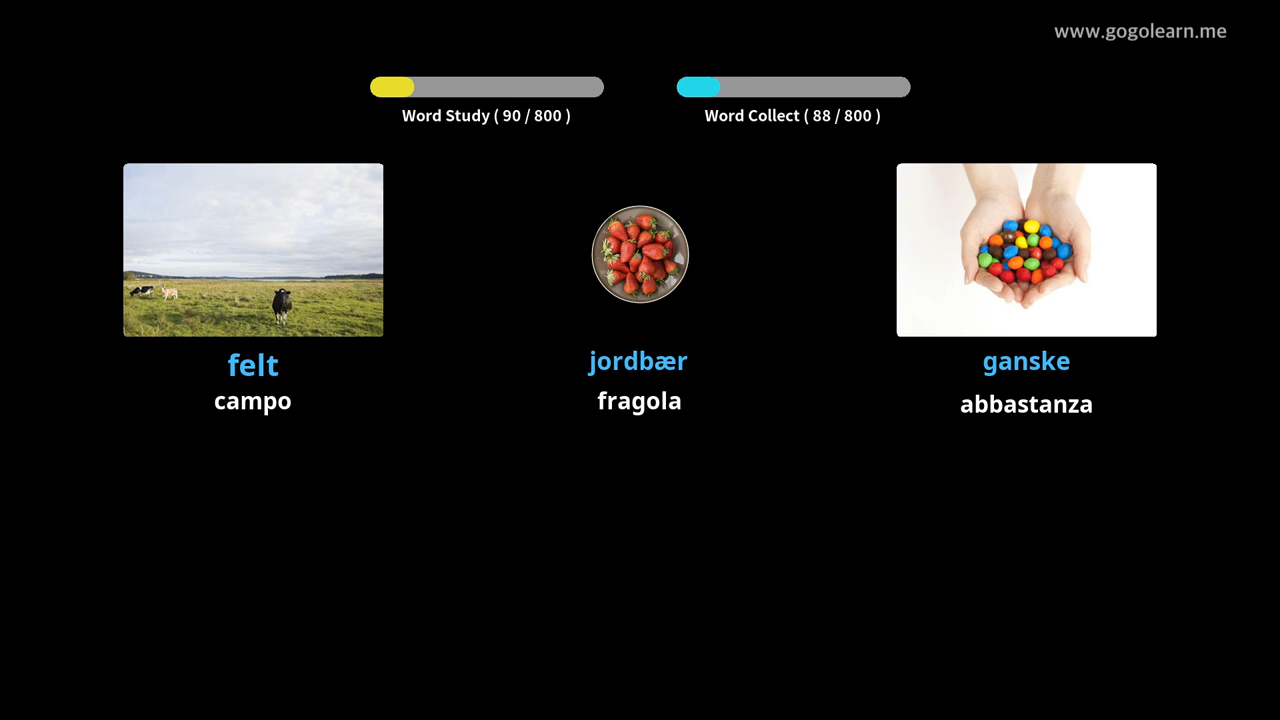 www.gogolearn.me
Word Study ( 90 / 800 )
Word Collect ( 88 / 800 )
felt
campo
jordbær
fragola
ganske
abbastanza